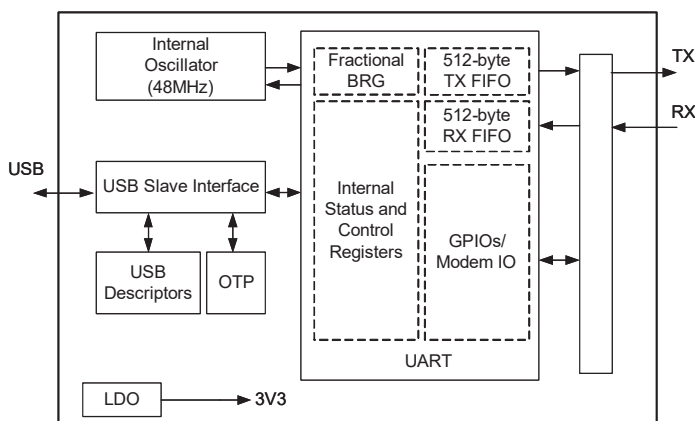 Internal
Oscillator
(48MHz)
Fractional
BRG
512-byte
TX FIFO
TX
512-byte
RX FIFO
RX
USB
USB Slave Interface
Internal
Status and
Control
Registers
GPIOs/
Modem IO
USB
Descriptors
OTP
UART
LDO
3V3